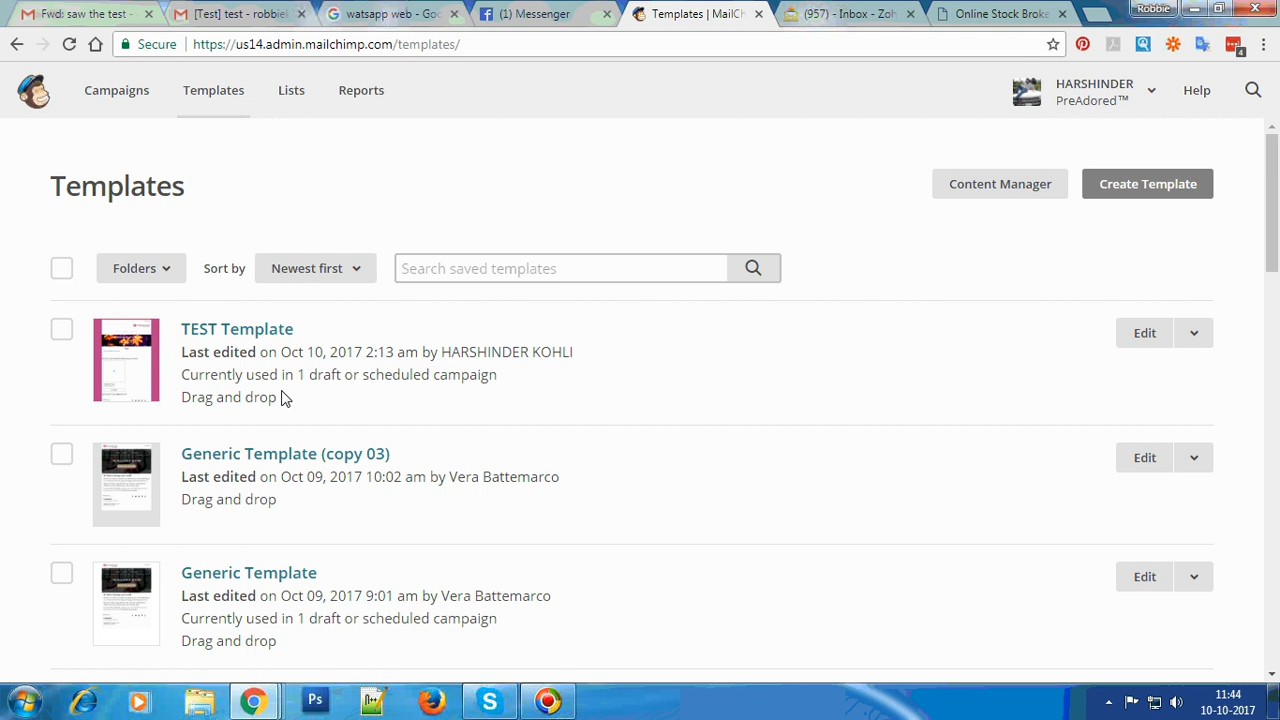 Fwd: saw the test -
[Test] test - robbiek
watsapp web - Go
(1) Messenger
Templates | MailCh
(957) - Inbox - Zoh
Online Stock Broke
Robbie
Secure https://us14.admin.mailchimp.com/templates/
4
Campaigns Templates Lists Reports
HARSHINDER
PreAdored™
Help
Templates
Content Manager Create Template
Folders Sort by Newest first Search saved templates
TEST Template
Last edited on Oct 10, 2017 2:13 am by HARSHINDER KOHLI
Currently used in 1 draft or scheduled campaign
Drag and drop
Edit
Generic Template (copy 03)
Last edited on Oct 09, 2017 10:02 am by Vera Battemarco
Drag and drop
Edit
Generic Template
Last edited on Oct 09, 2017 9:01 am by Vera Battemarco
Currently used in 1 draft or scheduled campaign
Drag and drop
Edit
Ps
11:44
10-10-2017